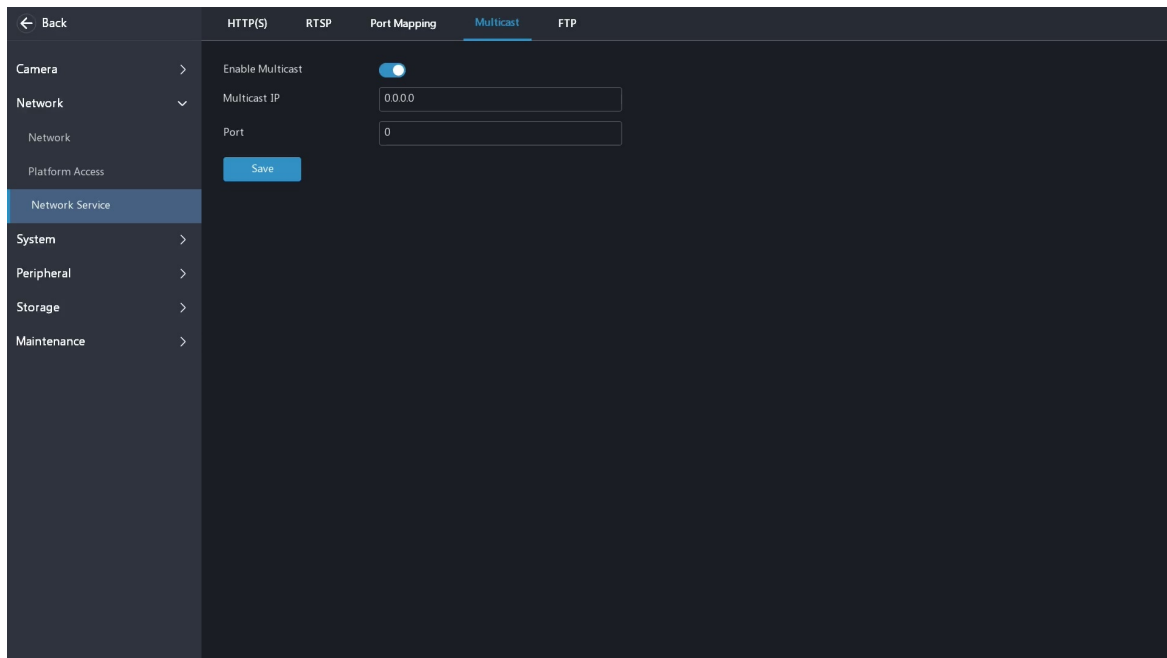 Back
HTTP(S) RTSP Port Mapping Multicast FTP
Camera
Network
Network
Platform Access
Network Service
System
Peripheral
Storage
Maintenance
Enable Multicast
Multicast IP 0.0.0.0
Port 0
Save